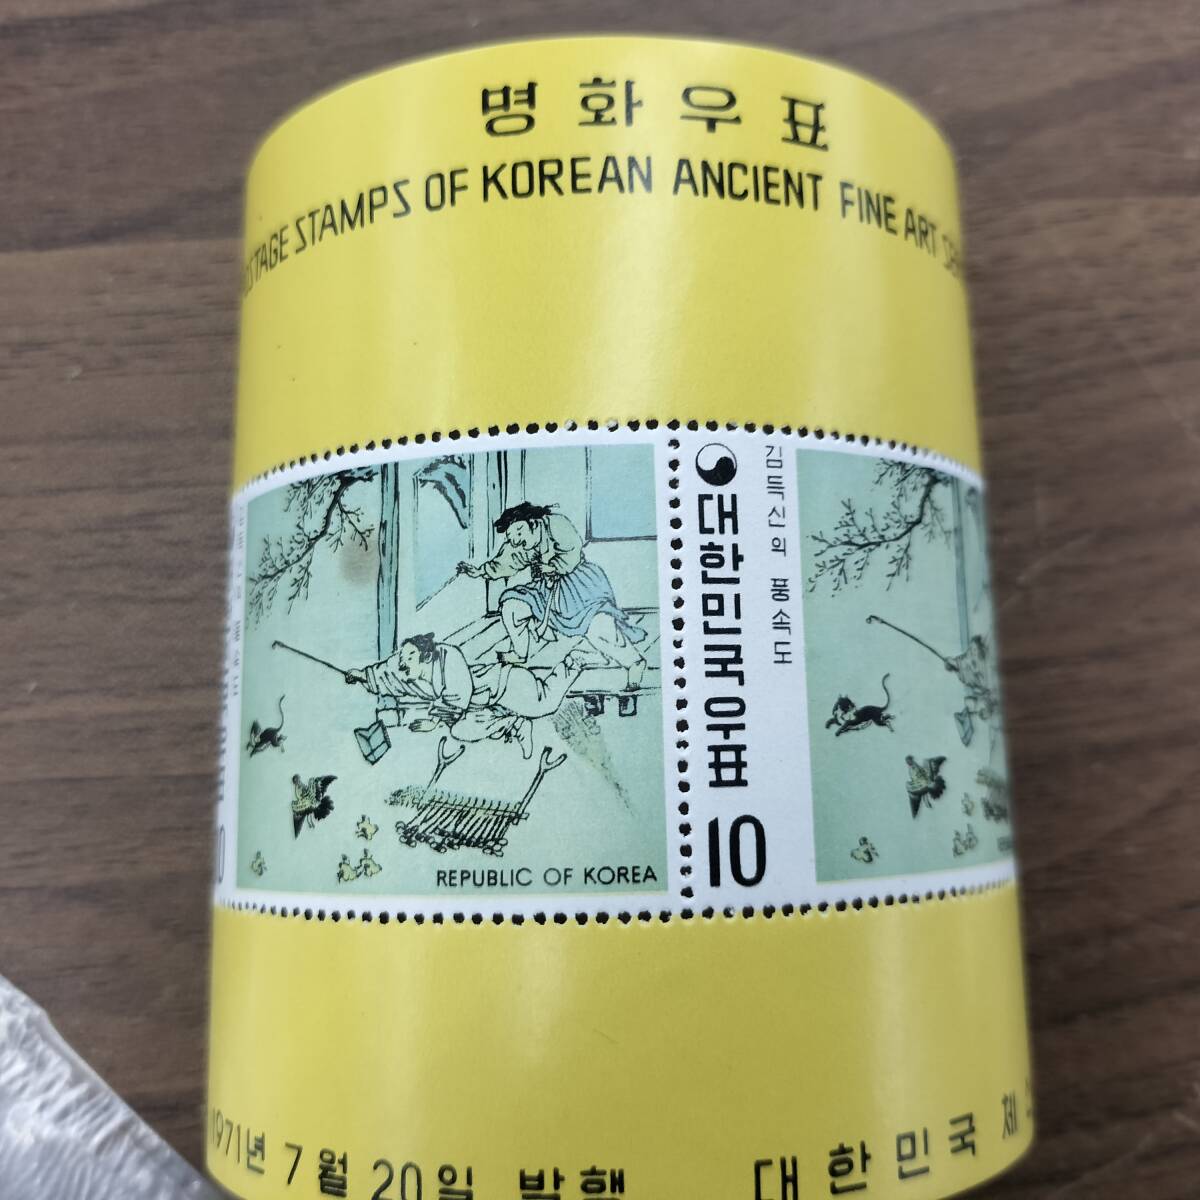 명화우표
STAMPS OF KOREAN ANCIENT FINE ART
REPUBLIC OF KOREA
대한민국우표
10
김득신의 풍속도
1971년 7월 20일 발행 대한민국